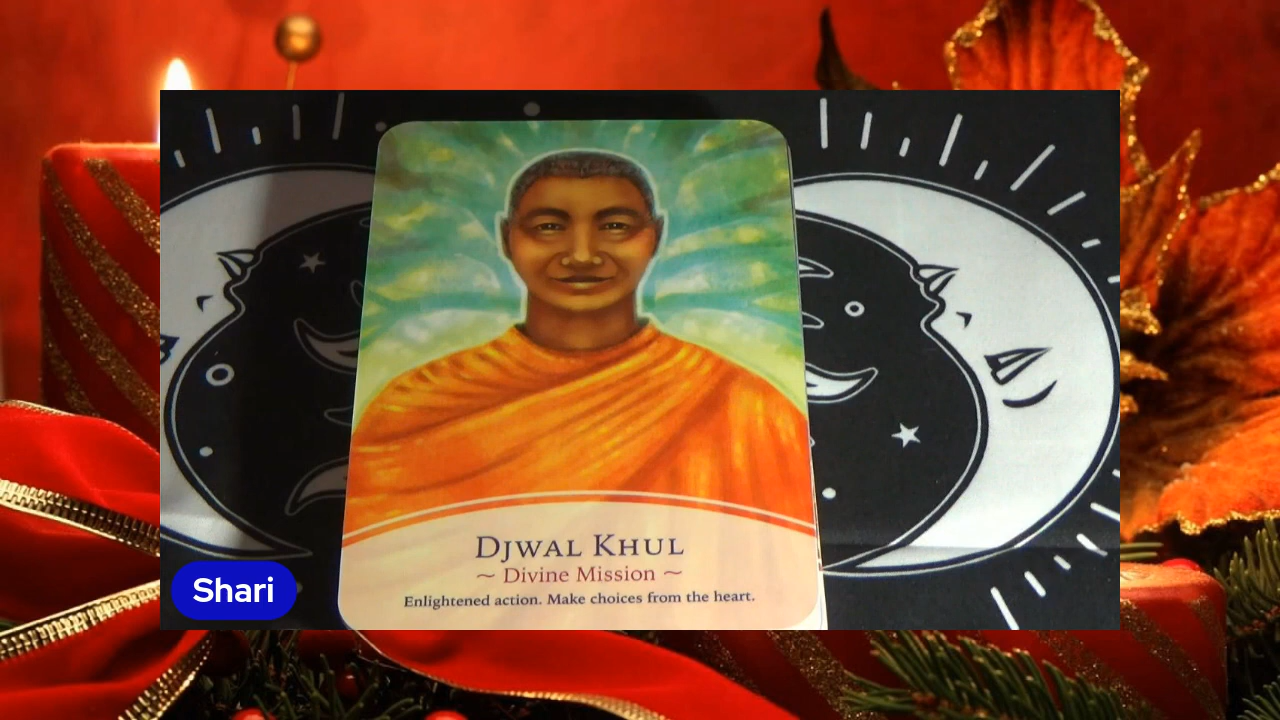 Djwal Khul
~ Divine Mission ~
Enlightened action. Make choices from the heart.
Shari